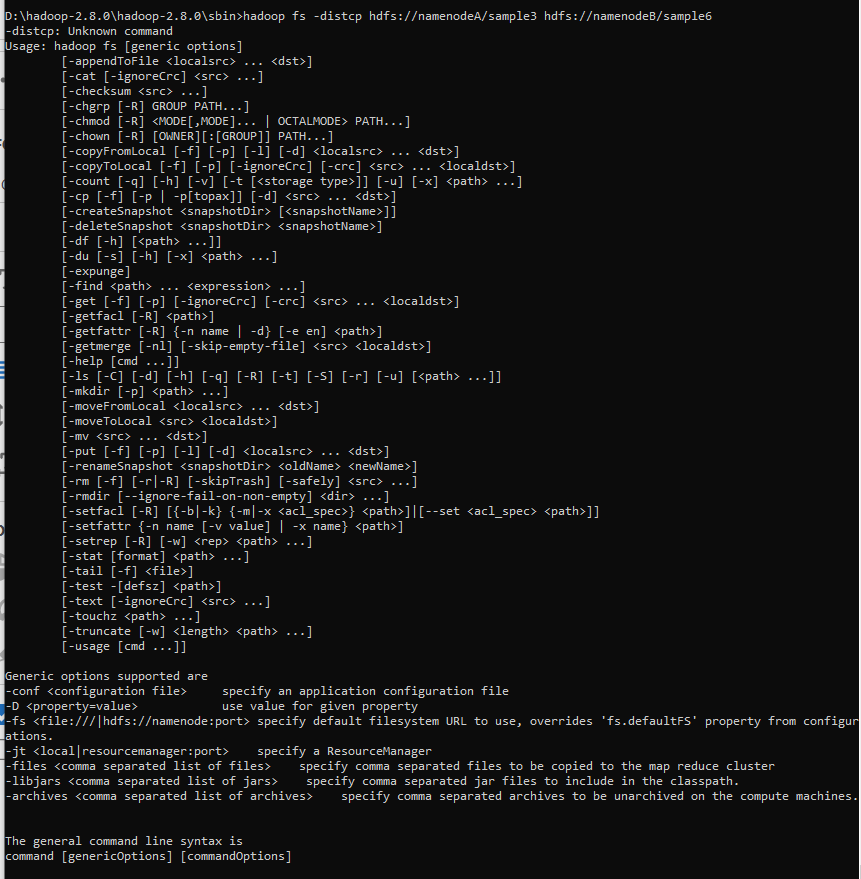 D:\hadoop-2.8.0\hadoop-2.8.0\sbin>hadoop fs -distcp hdfs://namenodeA/sample3 hdfs://namenodeB/sample6
-distcp: Unknown command
Usage: hadoop fs [generic options]
        [-appendToFile <localsrc> ... <dst>]
        [-cat [-ignoreCrc] <src> ...]
        [-checksum <src> ...]
        [-chgrp [-R] GROUP PATH...]
        [-chmod [-R] <MODE[,MODE]... | OCTALMODE> PATH...]
        [-chown [-R] [OWNER][:[GROUP]] PATH...]
        [-copyFromLocal [-f] [-p] [-l] [-d] <localsrc> ... <dst>]
        [-copyToLocal [-f] [-p] [-ignoreCrc] [-crc] <src> ... <localdst>]
        [-count [-q] [-h] [-v] [-t [<storage type>]] [-u] [-x] <path> ...]
        [-cp [-f] [-p | -p[topax]] [-d] <src> ... <dst>]
        [-createSnapshot <snapshotDir> [<snapshotName>]]
        [-deleteSnapshot <snapshotDir> <snapshotName>]
        [-df [-h] [<path> ...]]
        [-du [-s] [-h] [-x] <path> ...]
        [-expunge]
        [-find <path> ... <expression> ...]
        [-get [-f] [-p] [-ignoreCrc] [-crc] <src> ... <localdst>]
        [-getfacl [-R] <path>]
        [-getfattr [-R] {-n name | -d} [-e en] <path>]
        [-getmerge [-nl] [-skip-empty-file] <src> <localdst>]
        [-help [cmd ...]]
        [-ls [-C] [-d] [-h] [-q] [-R] [-t] [-S] [-r] [-u] [<path> ...]]
        [-mkdir [-p] <path> ...]
        [-moveFromLocal <localsrc> ... <dst>]
        [-moveToLocal <src> <localdst>]
        [-mv <src> ... <dst>]
        [-put [-f] [-p] [-l] [-d] <localsrc> ... <dst>]
        [-renameSnapshot <snapshotDir> <oldName> <newName>]
        [-rm [-f] [-r|-R] [-skipTrash] [-safely] <src> ...]
        [-rmdir [--ignore-fail-on-non-empty] <dir> ...]
        [-setfacl [-R] [{-b|-k} {-m|-x <acl_spec>} <path>]|[--set <acl_spec> <path>]]
        [-setfattr {-n name [-v value] | -x name} <path>]
        [-setrep [-R] [-w] <rep> <path> ...]
        [-stat [format] <path> ...]
        [-tail [-f] <file>]
        [-test -[defsz] <path>]
        [-text [-ignoreCrc] <src> ...]
        [-touchz <path> ...]
        [-truncate [-w] <length> <path> ...]
        [-usage [cmd ...]]

Generic options supported are
-conf <configuration file>     specify an application configuration file
-D <property=value>            use value for given property
-fs <file:///|hdfs://namenode:port> specify default filesystem URL to use, overrides 'fs.defaultFS' property from configur
ations.
-jt <local|resourcemanager:port>    specify a ResourceManager
-files <comma separated list of files>    specify comma separated files to be copied to the map reduce cluster
-libjars <comma separated list of jars>    specify comma separated jar files to include in the classpath.
-archives <comma separated list of archives>    specify comma separated archives to be unarchived on the compute machines.

The general command line syntax is
command [genericOptions] [commandOptions]